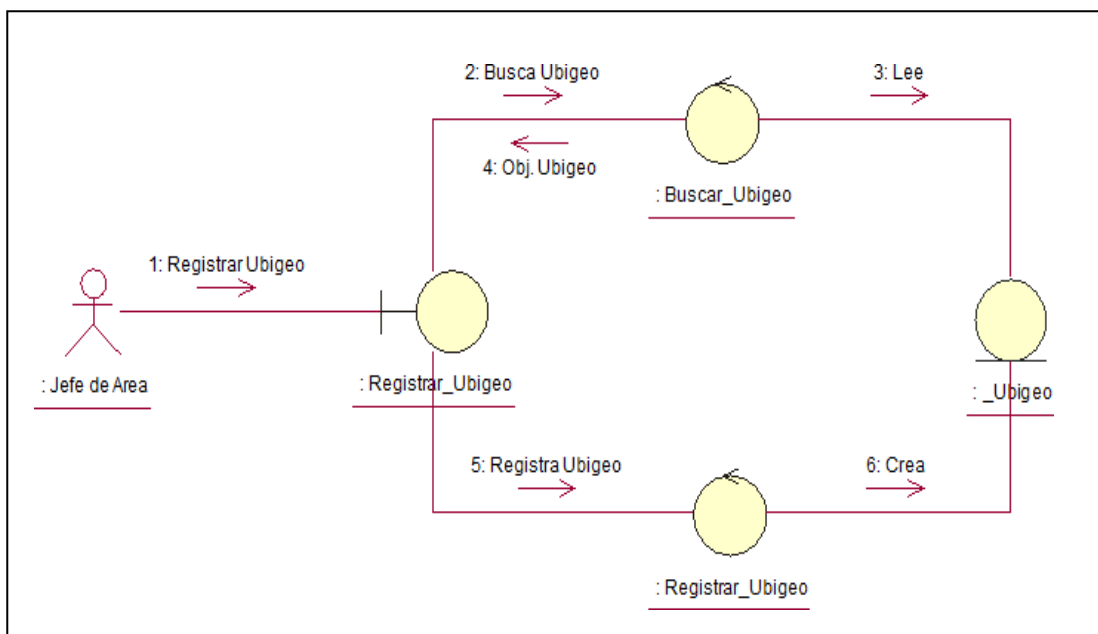 2: Busca Ubigeo
3: Lee
4: Obj. Ubigeo
: Buscar_Ubigeo
1: Registrar Ubigeo
: Jefe de Area
: Registrar_Ubigeo
: _Ubigeo
5: Registra Ubigeo
6: Crea
: Registrar_Ubigeo